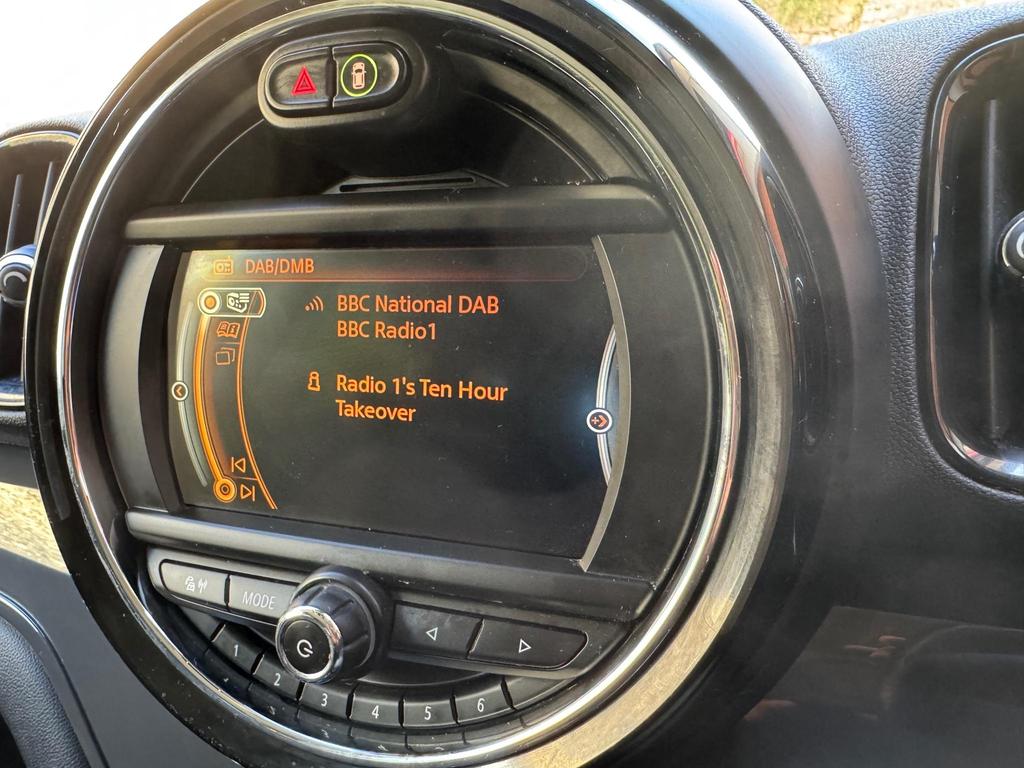 DAB/DMB
BBC National DAB
BBC Radio1
Radio 1's Ten Hour
Takeover
MODE
1
2
3
4
5
6